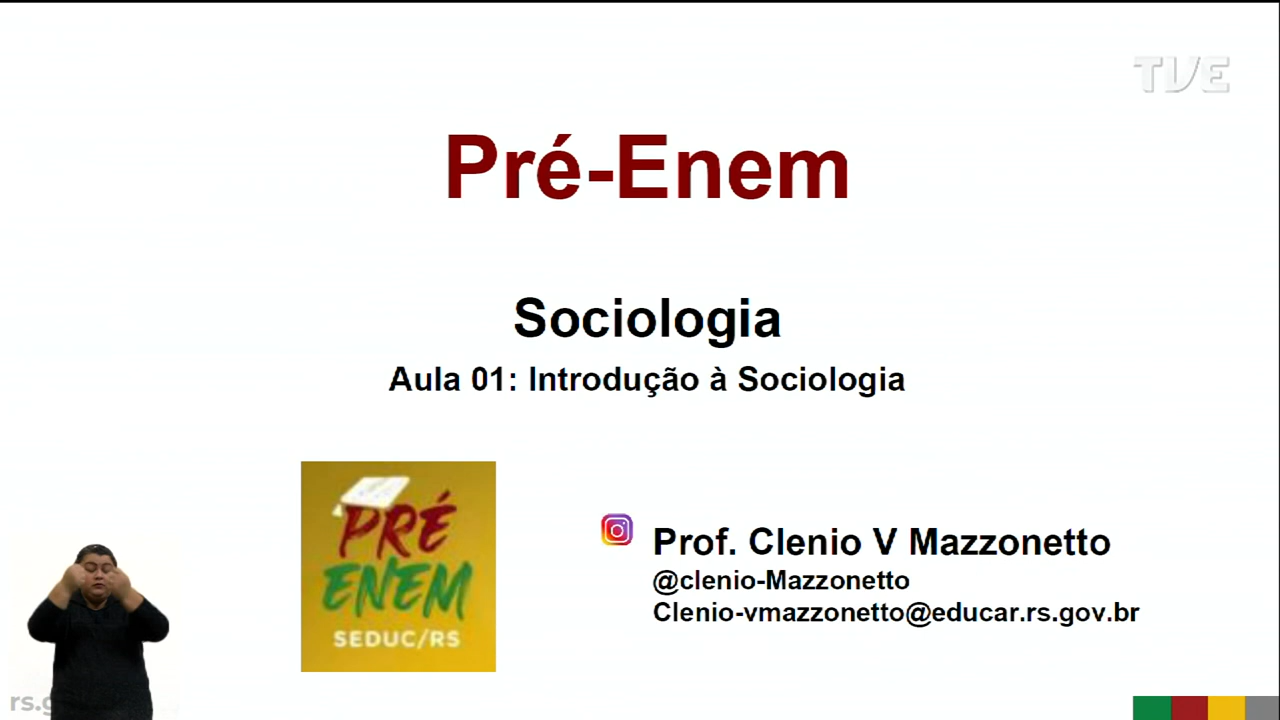 TVE
Pré-Enem
Sociologia
Aula 01: Introdução à Sociologia
PRÉ
ENEM
SEDUC/RS
Prof. Clenio V Mazzonetto
@clenio-Mazzonetto
Clenio-vmazzonetto@educar.rs.gov.br